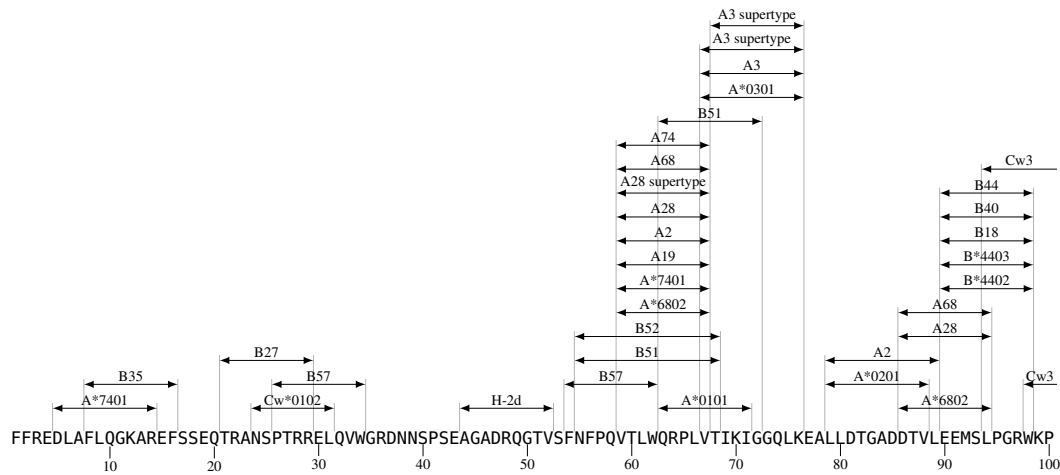 A3 supertype
A3 supertype
A3
A*0301
B51
A74
A68 Cw3
A28 supertype B44
A28 B40
A2 B18
A19 B*4403
A*7401 B*4402
A*6802 A68
B52 A28
B27 B51 A2
B35 B57 B57 A*0201 Cw3
A*7401 Cw*0102 H-2d A*0101 A*6802
FFREDLAFLQGKAREFSSEQTRANSPTRRELQVWGRDNNSPSEAGADRQGTVSFNFPQVTLWQRPLVTIKIGGQLKEALLDTGADDTVLEEMSLPGRWKP
10 20 30 40 50 60 70 80 90 100